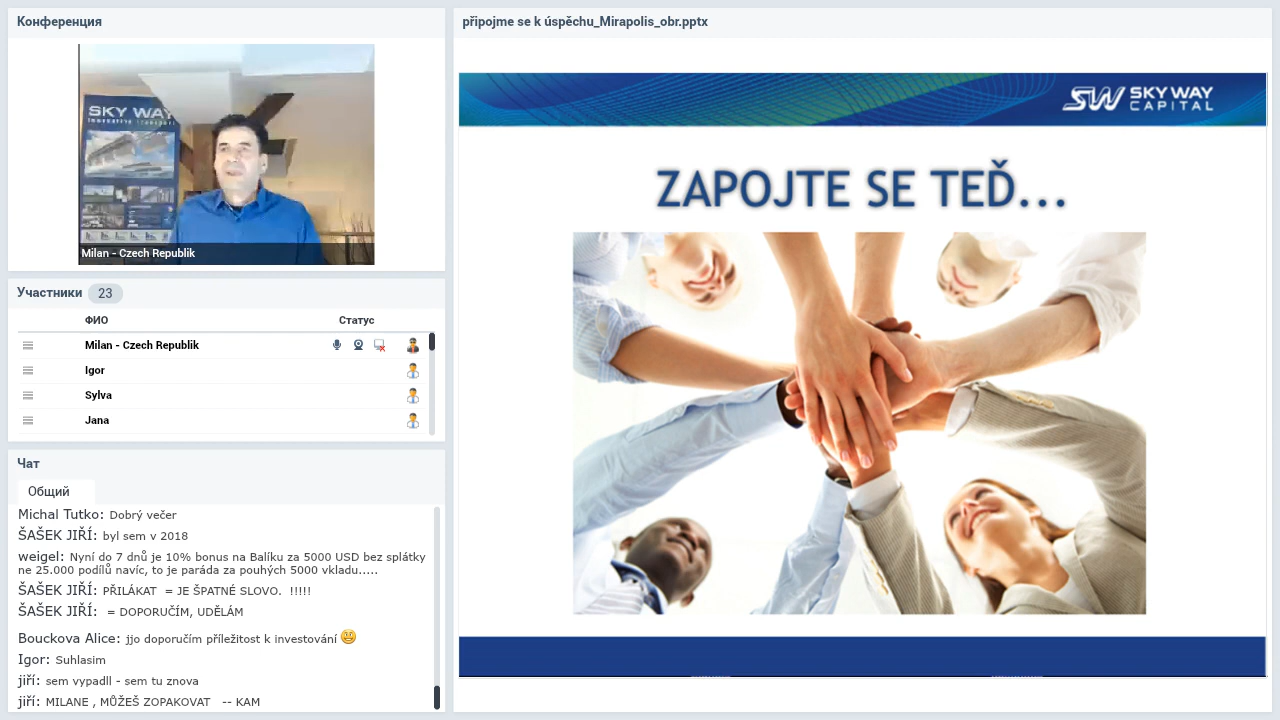 Конференция
SKY WAY
Milan - Czech Republik
Участники 23
ФИО Статус
Milan - Czech Republik
Igor
Sylva
Jana
Чат
Общий
Michal Tutko: Dobrý večer
ŠAŠEK JIŘÍ: byl sem v 2018
weigel: Nyní do 7 dnů je 10% bonus na Balíku za 5000 USD bez splátky
ne 25.000 podílů navíc, to je paráda za pouhých 5000 vkladu.....
ŠAŠEK JIŘÍ: PŘILÁKAT = JE ŠPATNÉ SLOVO. !!!!!
ŠAŠEK JIŘÍ: = DOPORUČÍM, UDĚLÁM
Bouckova Alice: jjo doporučím příležitost k investování
Igor: Suhlasim
jiří: sem vypadll - sem tu znova
jiří: MILANE , MŮŽEŠ ZOPAKOVAT -- KAM
připojme se k úspěchu_Mirapolis_obr.pptx
SW SKY WAY
CAPITAL
ZAPOJTE SE TEĎ...